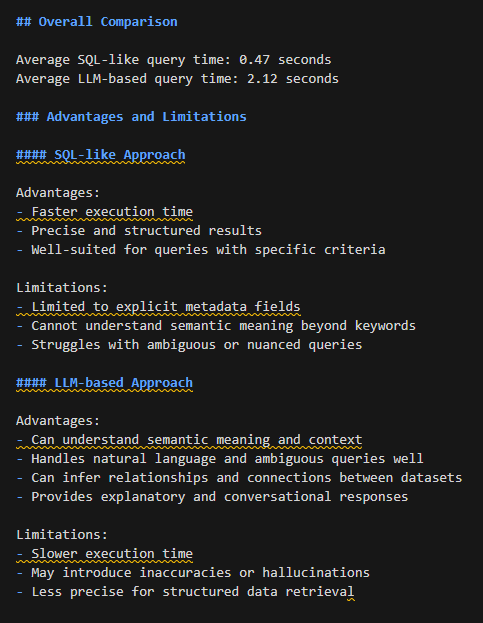 ## Overall Comparison
Average SQL-like query time: 0.47 seconds
Average LLM-based query time: 2.12 seconds
### Advantages and Limitations
#### SQL-like Approach
Advantages:
- Faster execution time
- Precise and structured results
- Well-suited for queries with specific criteria
Limitations:
- Limited to explicit metadata fields
- Cannot understand semantic meaning beyond keywords
- Struggles with ambiguous or nuanced queries
#### LLM-based Approach
Advantages:
- Can understand semantic meaning and context
- Handles natural language and ambiguous queries well
- Can infer relationships and connections between datasets
- Provides explanatory and conversational responses
Limitations:
- Slower execution time
- May introduce inaccuracies or hallucinations
- Less precise for structured data retrieval